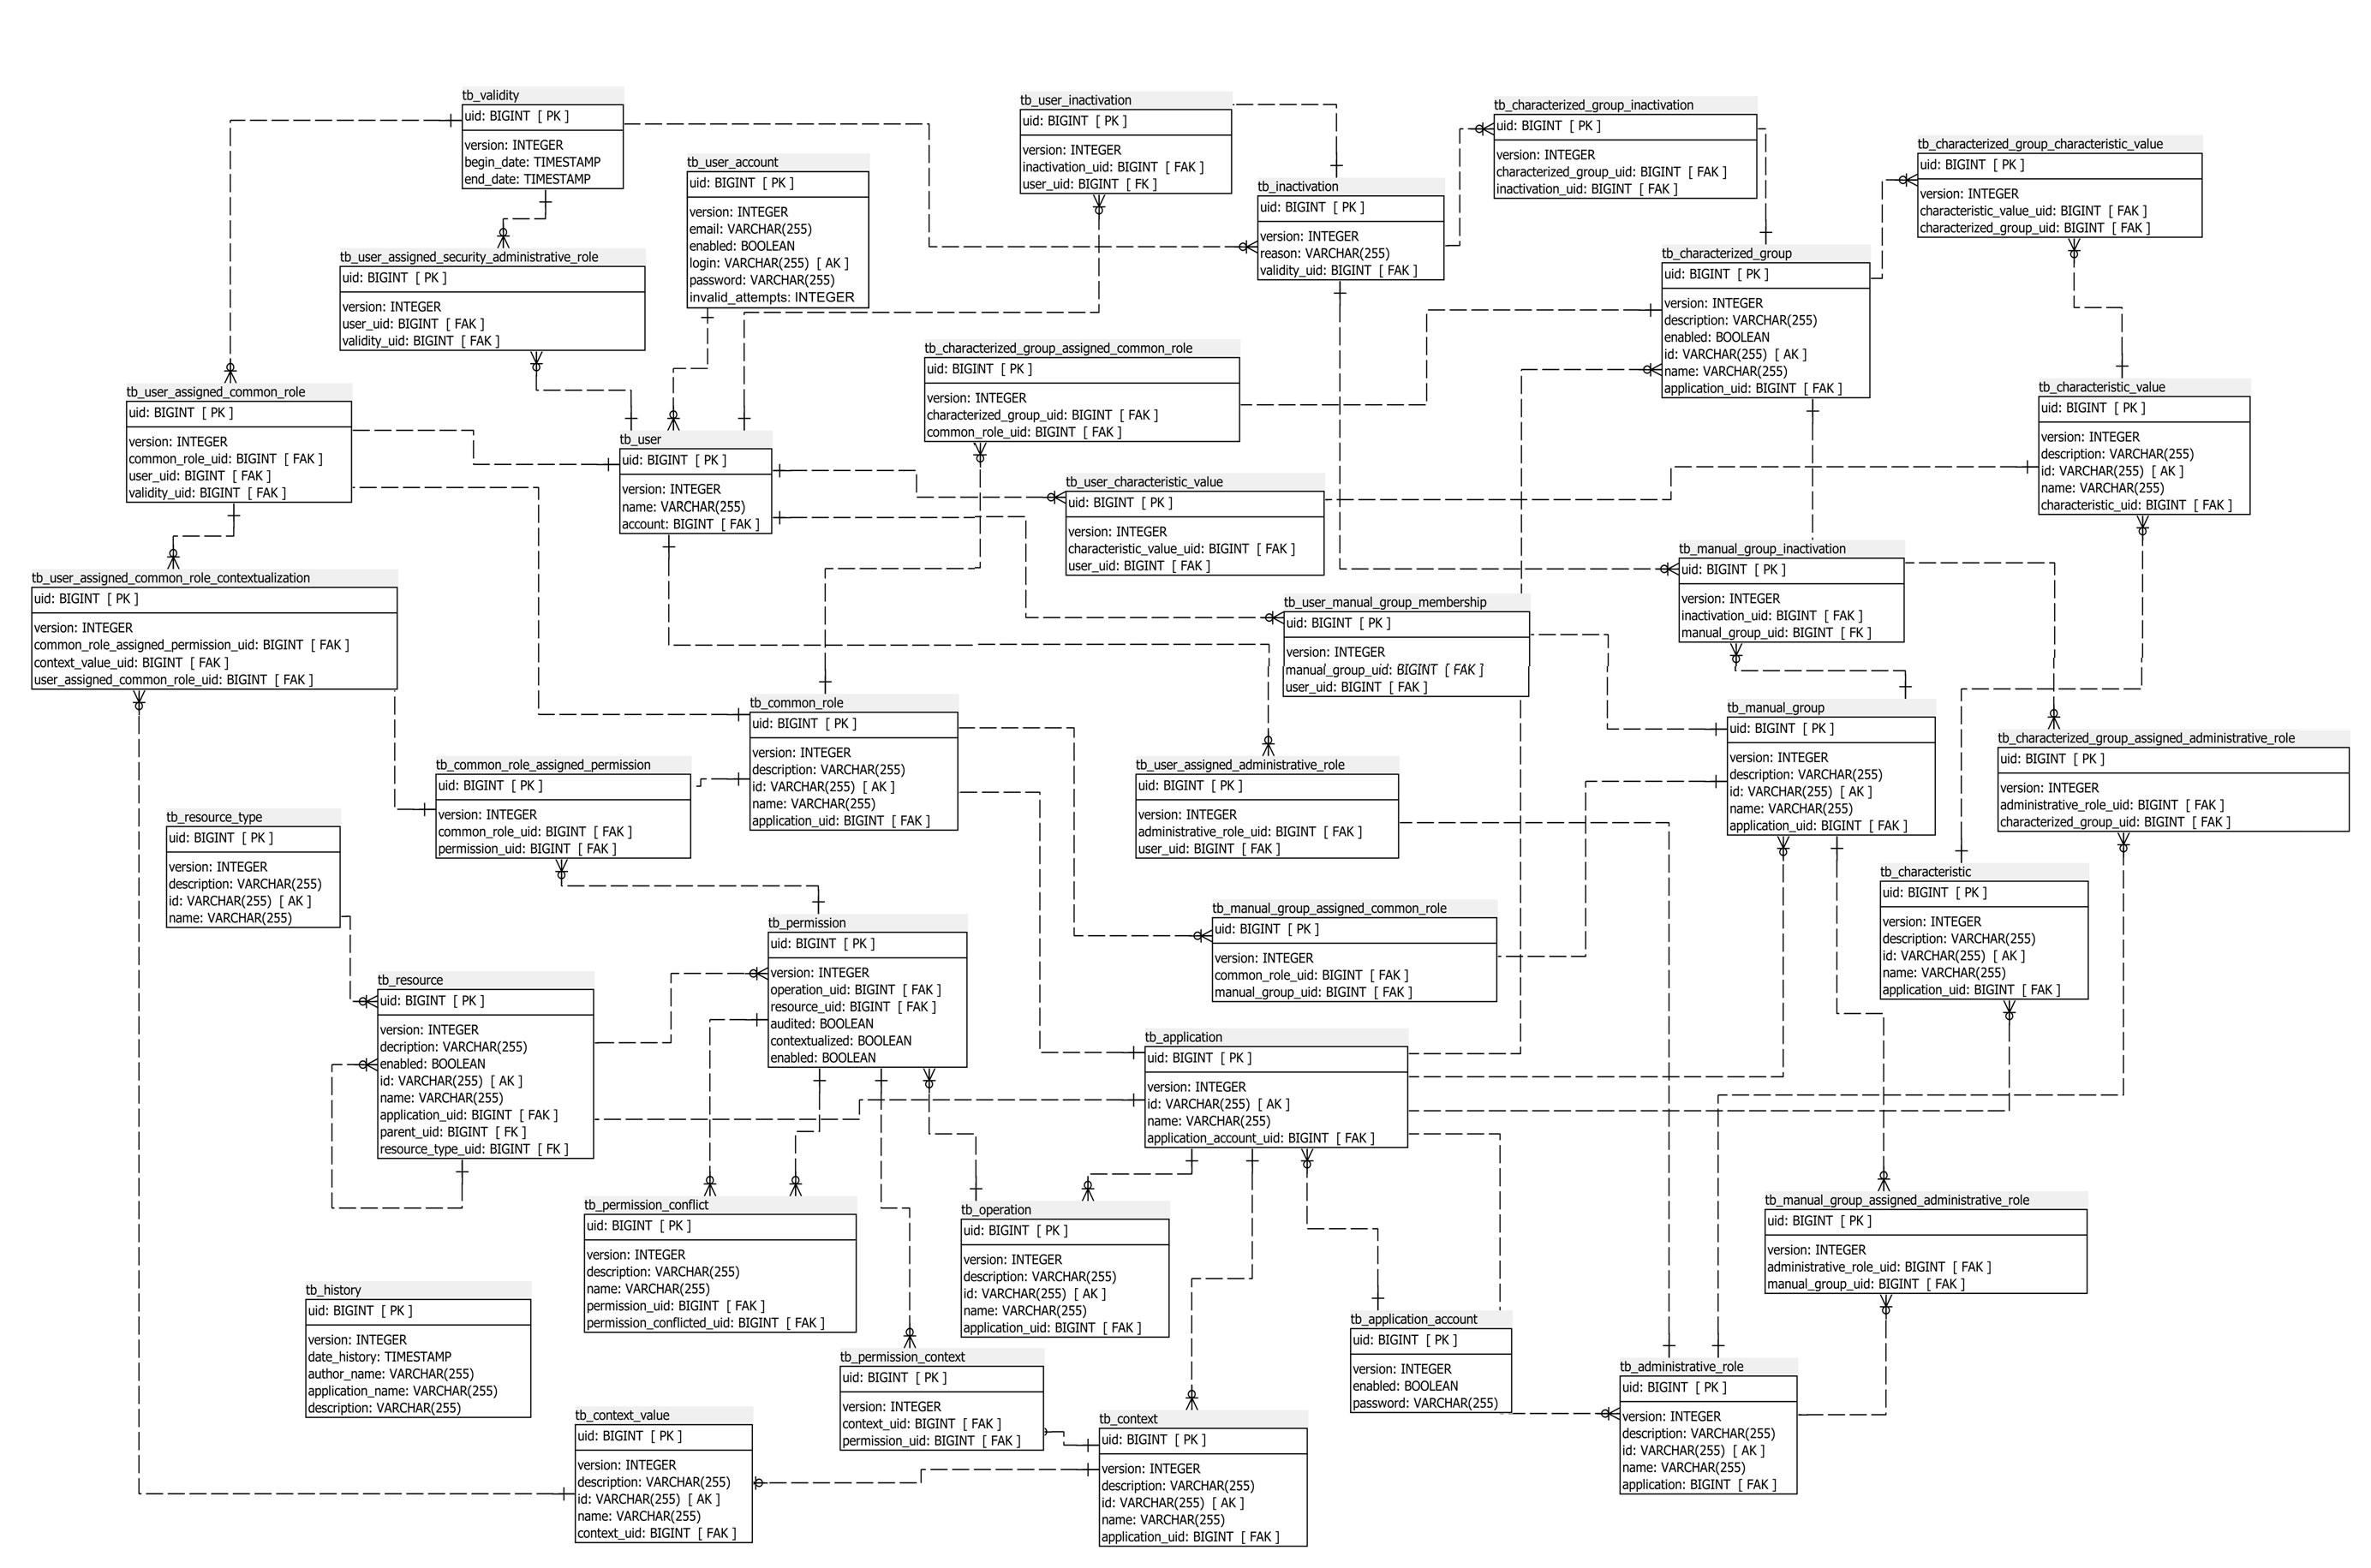 tb_validity
uid: BIGINT [ PK ]
version: INTEGER
begin_date: TIMESTAMP
end_date: TIMESTAMP
tb_user_inactivation
uid: BIGINT [ PK ]
version: INTEGER
inactivation_uid: BIGINT [ FAK ]
user_uid: BIGINT [ FK ]
tb_characterized_group_inactivation
uid: BIGINT [ PK ]
version: INTEGER
characterized_group_uid: BIGINT [ FAK ]
inactivation_uid: BIGINT [ FAK ]
tb_characterized_group_characteristic_value
uid: BIGINT [ PK ]
version: INTEGER
characteristic_value_uid: BIGINT [ FAK ]
characterized_group_uid: BIGINT [ FAK ]
tb_user_account
uid: BIGINT [ PK ]
version: INTEGER
email: VARCHAR(255)
enabled: BOOLEAN
login: VARCHAR(255) [ AK ]
password: VARCHAR(255)
invalid_attempts: INTEGER
tb_inactivation
uid: BIGINT [ PK ]
version: INTEGER
reason: VARCHAR(255)
validity_uid: BIGINT [ FAK ]
tb_user_assigned_security_administrative_role
uid: BIGINT [ PK ]
version: INTEGER
user_uid: BIGINT [ FAK ]
validity_uid: BIGINT [ FAK ]
tb_characterized_group
uid: BIGINT [ PK ]
version: INTEGER
description: VARCHAR(255)
enabled: BOOLEAN
id: VARCHAR(255) [ AK ]
name: VARCHAR(255)
application_uid: BIGINT [ FAK ]
tb_characterized_group_assigned_common_role
uid: BIGINT [ PK ]
version: INTEGER
characterized_group_uid: BIGINT [ FAK ]
common_role_uid: BIGINT [ FAK ]
tb_user_assigned_common_role
uid: BIGINT [ PK ]
version: INTEGER
common_role_uid: BIGINT [ FAK ]
user_uid: BIGINT [ FAK ]
validity_uid: BIGINT [ FAK ]
tb_characteristic_value
uid: BIGINT [ PK ]
version: INTEGER
description: VARCHAR(255)
id: VARCHAR(255) [ AK ]
name: VARCHAR(255)
characteristic_uid: BIGINT [ FAK ]
tb_user
uid: BIGINT [ PK ]
version: INTEGER
name: VARCHAR(255)
account: BIGINT [ FAK ]
tb_user_characteristic_value
uid: BIGINT [ PK ]
version: INTEGER
characteristic_value_uid: BIGINT [ FAK ]
user_uid: BIGINT [ FAK ]
tb_manual_group_inactivation
uid: BIGINT [ PK ]
version: INTEGER
inactivation_uid: BIGINT [ FAK ]
manual_group_uid: BIGINT [ FK ]
tb_user_assigned_common_role_contextualization
uid: BIGINT [ PK ]
version: INTEGER
common_role_assigned_permission_uid: BIGINT [ FAK ]
context_value_uid: BIGINT [ FAK ]
user_assigned_common_role_uid: BIGINT [ FAK ]
tb_user_manual_group_membership
uid: BIGINT [ PK ]
version: INTEGER
manual_group_uid: BIGINT [ FAK ]
user_uid: BIGINT [ FAK ]
tb_common_role
uid: BIGINT [ PK ]
version: INTEGER
description: VARCHAR(255)
id: VARCHAR(255) [ AK ]
name: VARCHAR(255)
application_uid: BIGINT [ FAK ]
tb_manual_group
uid: BIGINT [ PK ]
version: INTEGER
description: VARCHAR(255)
id: VARCHAR(255) [ AK ]
name: VARCHAR(255)
application_uid: BIGINT [ FAK ]
tb_characterized_group_assigned_administrative_role
uid: BIGINT [ PK ]
version: INTEGER
administrative_role_uid: BIGINT [ FAK ]
characterized_group_uid: BIGINT [ FAK ]
tb_common_role_assigned_permission
uid: BIGINT [ PK ]
version: INTEGER
common_role_uid: BIGINT [ FAK ]
permission_uid: BIGINT [ FAK ]
tb_user_assigned_administrative_role
uid: BIGINT [ PK ]
version: INTEGER
administrative_role_uid: BIGINT [ FAK ]
user_uid: BIGINT [ FAK ]
tb_resource_type
uid: BIGINT [ PK ]
version: INTEGER
description: VARCHAR(255)
id: VARCHAR(255) [ AK ]
name: VARCHAR(255)
tb_characteristic
uid: BIGINT [ PK ]
version: INTEGER
description: VARCHAR(255)
id: VARCHAR(255) [ AK ]
name: VARCHAR(255)
application_uid: BIGINT [ FAK ]
tb_manual_group_assigned_common_role
uid: BIGINT [ PK ]
version: INTEGER
common_role_uid: BIGINT [ FAK ]
manual_group_uid: BIGINT [ FAK ]
tb_permission
uid: BIGINT [ PK ]
version: INTEGER
operation_uid: BIGINT [ FAK ]
resource_uid: BIGINT [ FAK ]
audited: BOOLEAN
contextualized: BOOLEAN
enabled: BOOLEAN
tb_resource
uid: BIGINT [ PK ]
version: INTEGER
decription: VARCHAR(255)
enabled: BOOLEAN
id: VARCHAR(255) [ AK ]
name: VARCHAR(255)
application_uid: BIGINT [ FAK ]
parent_uid: BIGINT [ FK ]
resource_type_uid: BIGINT [ FK ]
tb_application
uid: BIGINT [ PK ]
version: INTEGER
id: VARCHAR(255) [ AK ]
name: VARCHAR(255)
application_account_uid: BIGINT [ FAK ]
tb_permission_conflict
uid: BIGINT [ PK ]
version: INTEGER
description: VARCHAR(255)
name: VARCHAR(255)
permission_uid: BIGINT [ FAK ]
permission_conflicted_uid: BIGINT [ FAK ]
tb_operation
uid: BIGINT [ PK ]
version: INTEGER
description: VARCHAR(255)
id: VARCHAR(255) [ AK ]
name: VARCHAR(255)
application_uid: BIGINT [ FAK ]
tb_manual_group_assigned_administrative_role
uid: BIGINT [ PK ]
version: INTEGER
administrative_role_uid: BIGINT [ FAK ]
manual_group_uid: BIGINT [ FAK ]
tb_history
uid: BIGINT [ PK ]
version: INTEGER
date_history: TIMESTAMP
author_name: VARCHAR(255)
application_name: VARCHAR(255)
description: VARCHAR(255)
tb_application_account
uid: BIGINT [ PK ]
version: INTEGER
enabled: BOOLEAN
password: VARCHAR(255)
tb_permission_context
uid: BIGINT [ PK ]
version: INTEGER
context_uid: BIGINT [ FAK ]
permission_uid: BIGINT [ FAK ]
tb_administrative_role
uid: BIGINT [ PK ]
version: INTEGER
description: VARCHAR(255)
id: VARCHAR(255) [ AK ]
name: VARCHAR(255)
application: BIGINT [ FAK ]
tb_context_value
uid: BIGINT [ PK ]
version: INTEGER
description: VARCHAR(255)
id: VARCHAR(255) [ AK ]
name: VARCHAR(255)
context_uid: BIGINT [ FAK ]
tb_context
uid: BIGINT [ PK ]
version: INTEGER
description: VARCHAR(255)
id: VARCHAR(255) [ AK ]
name: VARCHAR(255)
application_uid: BIGINT [ FAK ]